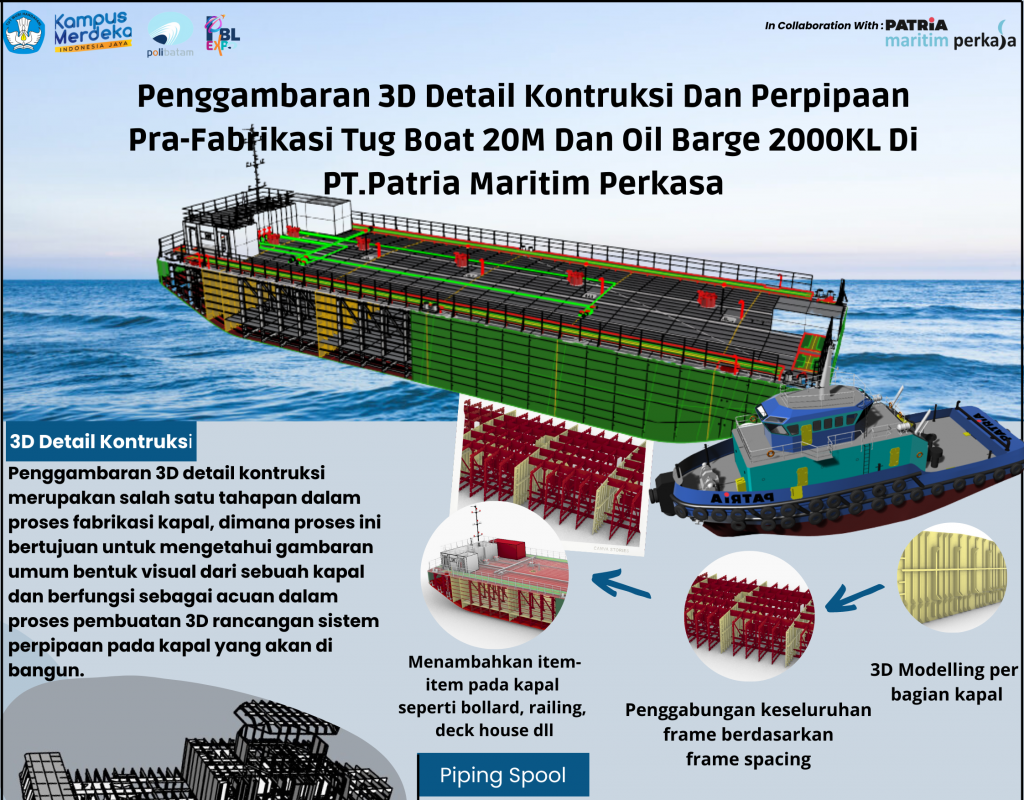 Kampus
Merdeka
INDONESIA JAYA
polibatam
PBL
EXP.
In Collaboration With :
PATRIA
maritim perkasa
Penggambaran 3D Detail Kontruksi Dan Perpipaan
Pra-Fabrikasi Tug Boat 20M Dan Oil Barge 2000KL Di
PT.Patria Maritim Perkasa
3D Detail Kontruksi
Penggambaran 3D detail kontruksi
merupakan salah satu tahapan dalam
proses fabrikasi kapal, dimana proses ini
bertujuan untuk mengetahui gambaran
umum bentuk visual dari sebuah kapal
dan berfungsi sebagai acuan dalam
proses pembuatan 3D rancangan sistem
perpipaan pada kapal yang akan di
bangun.
PATRIA
PATRIA
Menambahkan item-
item pada kapal
seperti bollard, railing,
deck house dll
Penggabungan keseluruhan
frame berdasarkan
frame spacing
3D Modelling per
bagian kapal
Piping Spool